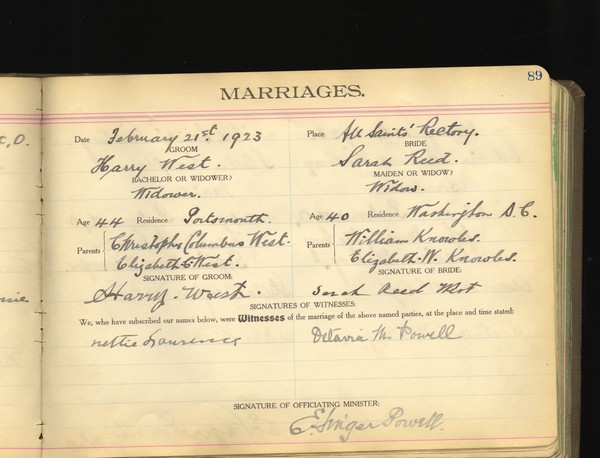 89
MARRIAGES.
Date February 21st. 1923 Place All Saints' Rectory.
GROOM BRIDE
Harry West. Sarah Reed.
BACHELOR OR WIDOWER? MAIDEN OR WIDOW?
Widower. Widow.
Age 44 Residence Portsmouth. Age 40 Residence Washington D.C.
Parents Christopher Columbus West. Parents William Knowles.
Elizabeth West. Elizabeth W. Knowles.
SIGNATURE OF GROOM: SIGNATURE OF BRIDE:
Harry West. Sarah Reed West
SIGNATURES OF WITNESSES:
We, who have subscribed our names below, were Witnesses of the marriage of the above named parties, at the place and time stated:
nettie Lawrence Octavia M. Powell
SIGNATURE OF OFFICIATING MINISTER:
E. Singer Powell.